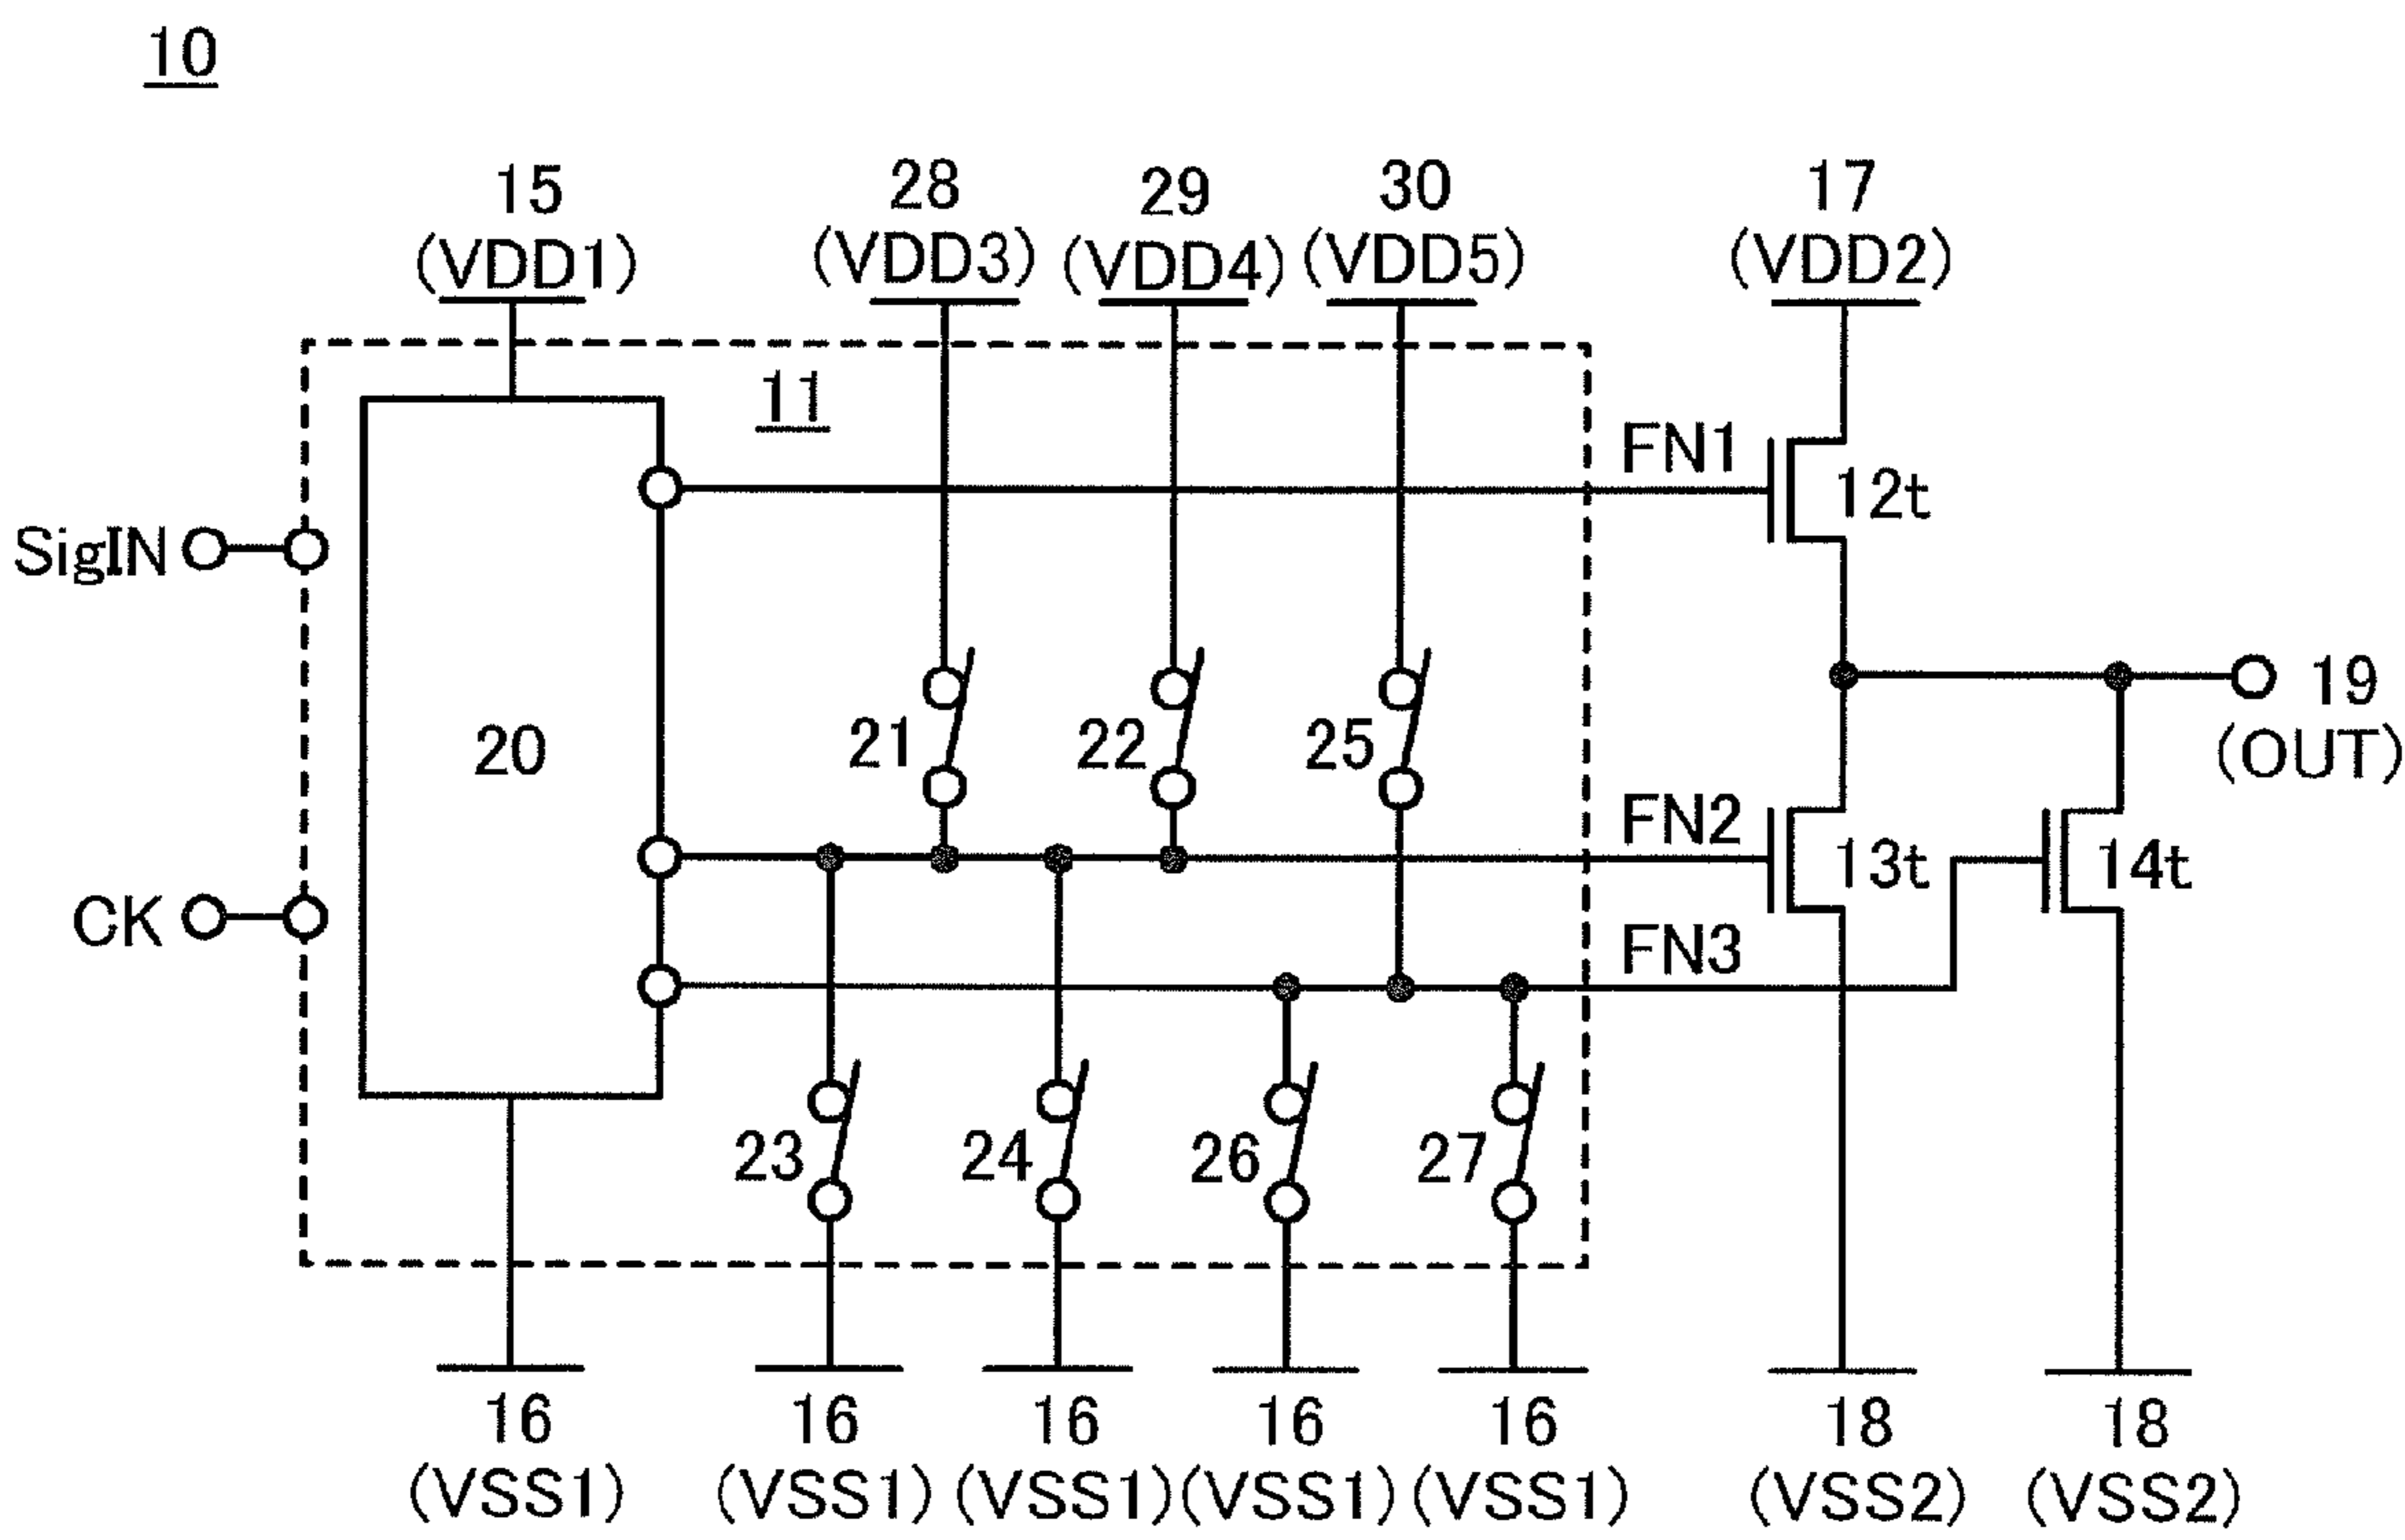 10
15
(VDD1)
28
(VDD3)
29
(VDD4)
30
(VDD5)
17
(VDD2)
11
FN1
12t
SigIN
20
21
22
25
19
(OUT)
FN2
13t
14t
CK
FN3
23
24
26
27
16
(VSS1)
16
(VSS1)
16
(VSS1)
16
(VSS1)
16
(VSS1)
18
(VSS2)
18
(VSS2)